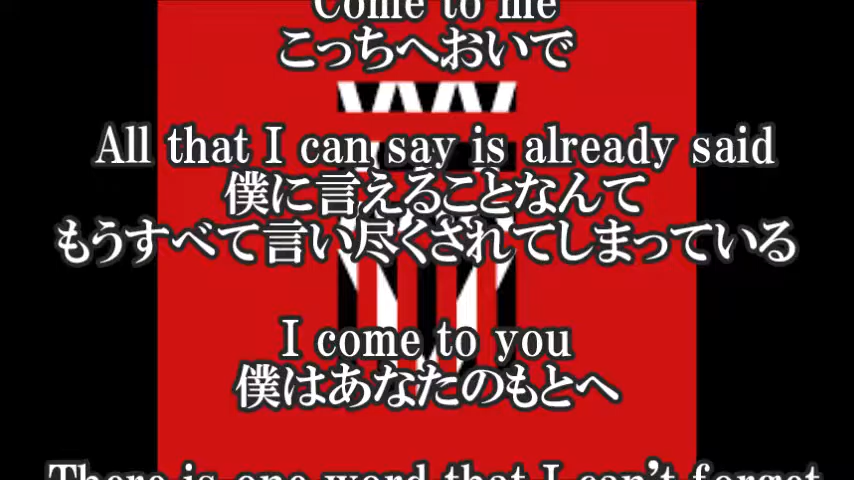 Come to me
こっちへおいで
All that I can say is already said
僕に言えることなんて
もうすべて言い尽くされてしまっている
I come to you
僕はあなたのもとへ
There is one word that I can't forget